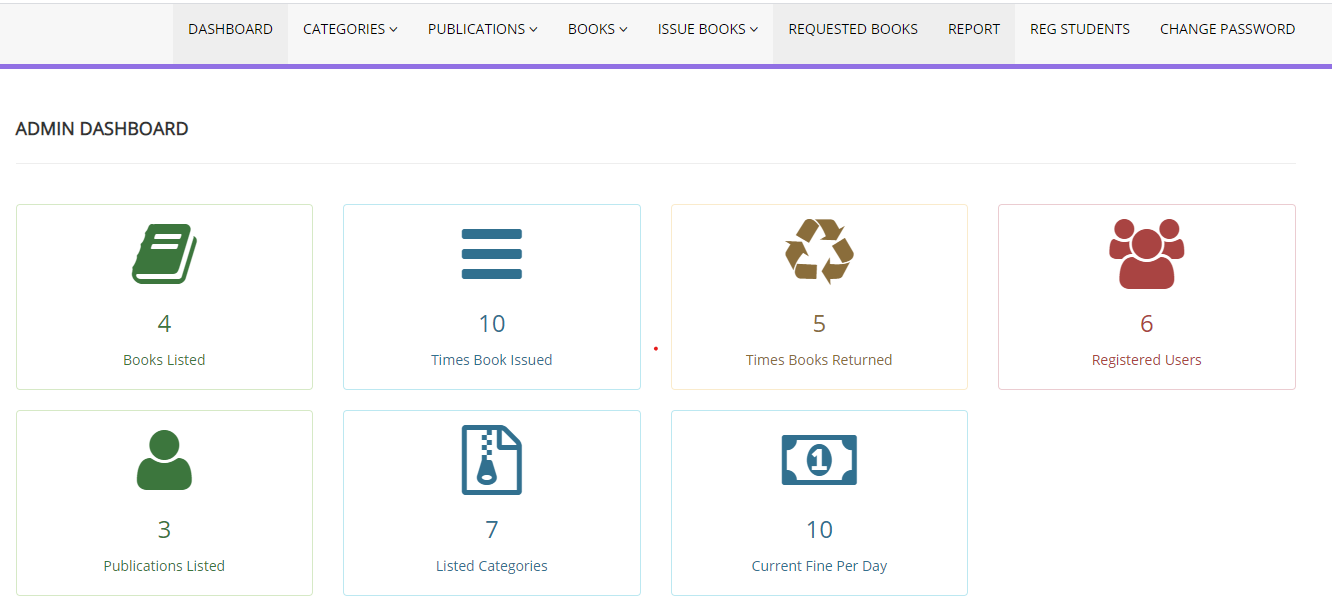 DASHBOARD CATEGORIES PUBLICATIONS BOOKS ISSUE BOOKS REQUESTED BOOKS REPORT REG STUDENTS CHANGE PASSWORD
ADMIN DASHBOARD
4
Books Listed
10
Times Book Issued
5
Times Books Returned
6
Registered Users
3
Publications Listed
7
Listed Categories
1
10
Current Fine Per Day